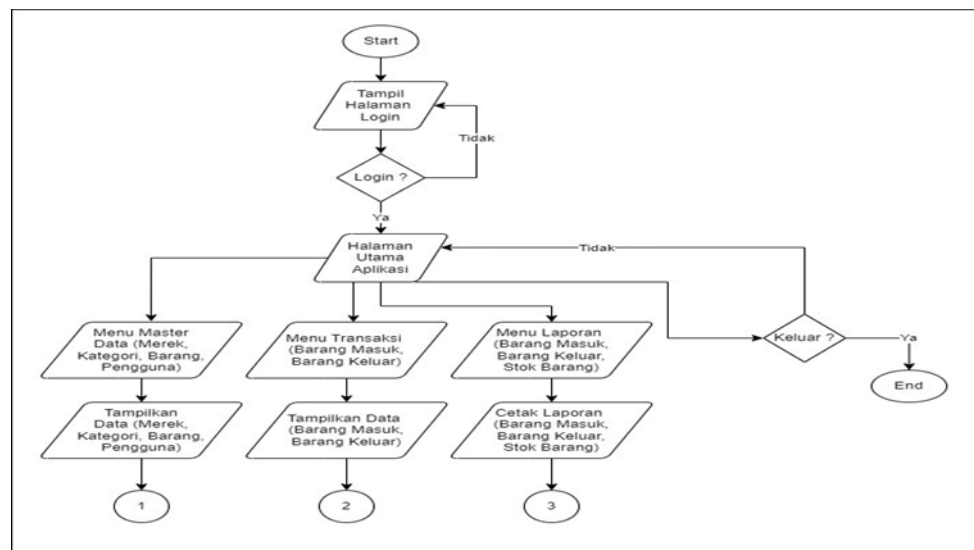 Start
Tampil
Halaman
Login
Tidak
Login ?
Ya
Halaman
Utama
Aplikasi
Tidak
Menu Master
Data (Merek,
Kategori, Barang,
Pengguna)
Menu Transaksi
(Barang Masuk,
Barang Keluar)
Menu Laporan
(Barang Masuk,
Barang Keluar,
Stok Barang)
Keluar ?
Ya
End
Tampilkan
Data (Merek,
Kategori, Barang,
Pengguna)
Tampilkan Data
(Barang Masuk,
Barang Keluar)
Cetak Laporan
(Barang Masuk,
Barang Keluar,
Stok Barang)
1
2
3